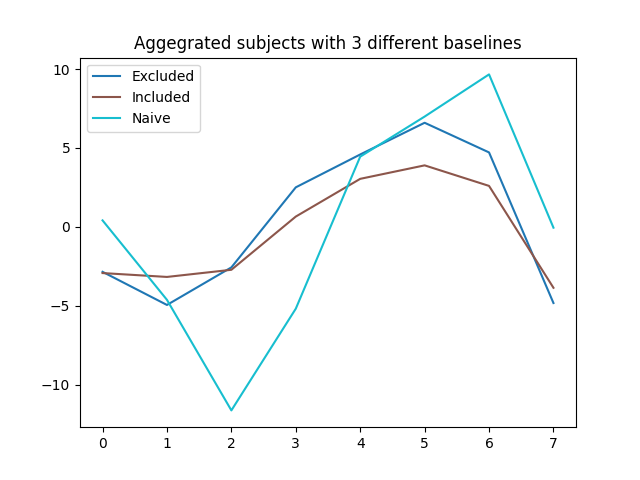 Aggegrated subjects with 3 different baselines
Excluded
Included
Naive
10
5
0
−5
−10
0 1 2 3 4 5 6 7